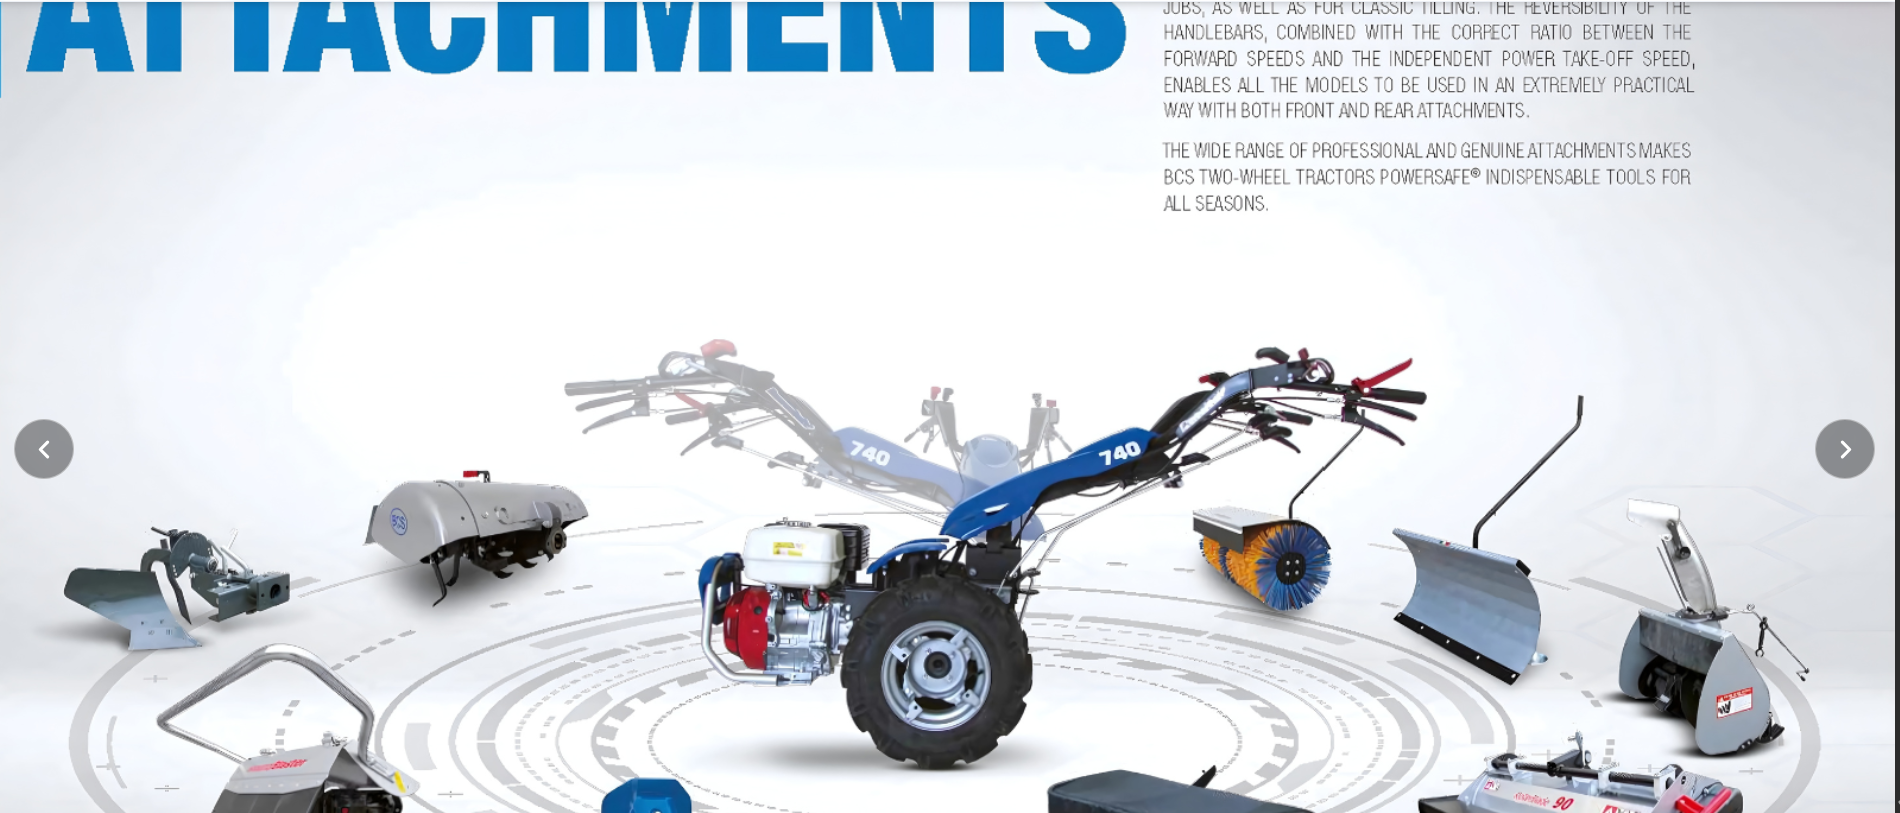 ATTACHMENTS
JOBS, AS WELL AS FOR CLASSIC TILLING. THE REVERSIBILITY OF THE
HANDLEBARS, COMBINED WITH THE CORRECT RATIO BETWEEN THE
FORWARD SPEEDS AND THE INDEPENDENT POWER TAKE-OFF SPEED,
ENABLES ALL THE MODELS TO BE USED IN AN EXTREMELY PRACTICAL
WAY WITH BOTH FRONT AND REAR ATTACHMENTS.
THE WIDE RANGE OF PROFESSIONAL AND GENUINE ATTACHMENTS MAKES
BCS TWO-WHEEL TRACTORS POWERSAFE® INDISPENSABLE TOOLS FOR
ALL SEASONS.
740
740
BCS
90